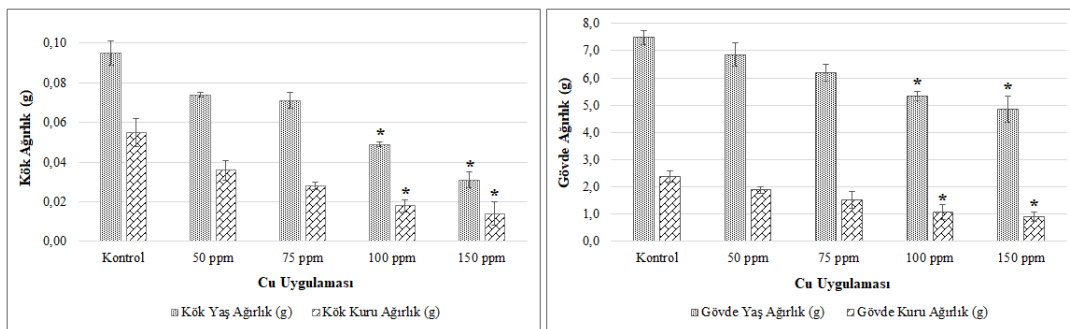 0,10
0,08
0,06
0,04
0,02
0,00
Kök Ağırlık (g)
* * * *
Kontrol 50 ppm 75 ppm 100 ppm 150 ppm
Cu Uygulaması
Kök Yaş Ağırlık (g) Kök Kuru Ağırlık (g)
8,0
7,0
6,0
5,0
4,0
3,0
2,0
1,0
0,0
Gövde Ağırlık (g)
* * * *
Kontrol 50 ppm 75 ppm 100 ppm 150 ppm
Cu Uygulaması
Gövde Yaş Ağırlık (g) Gövde Kuru Ağırlık (g)